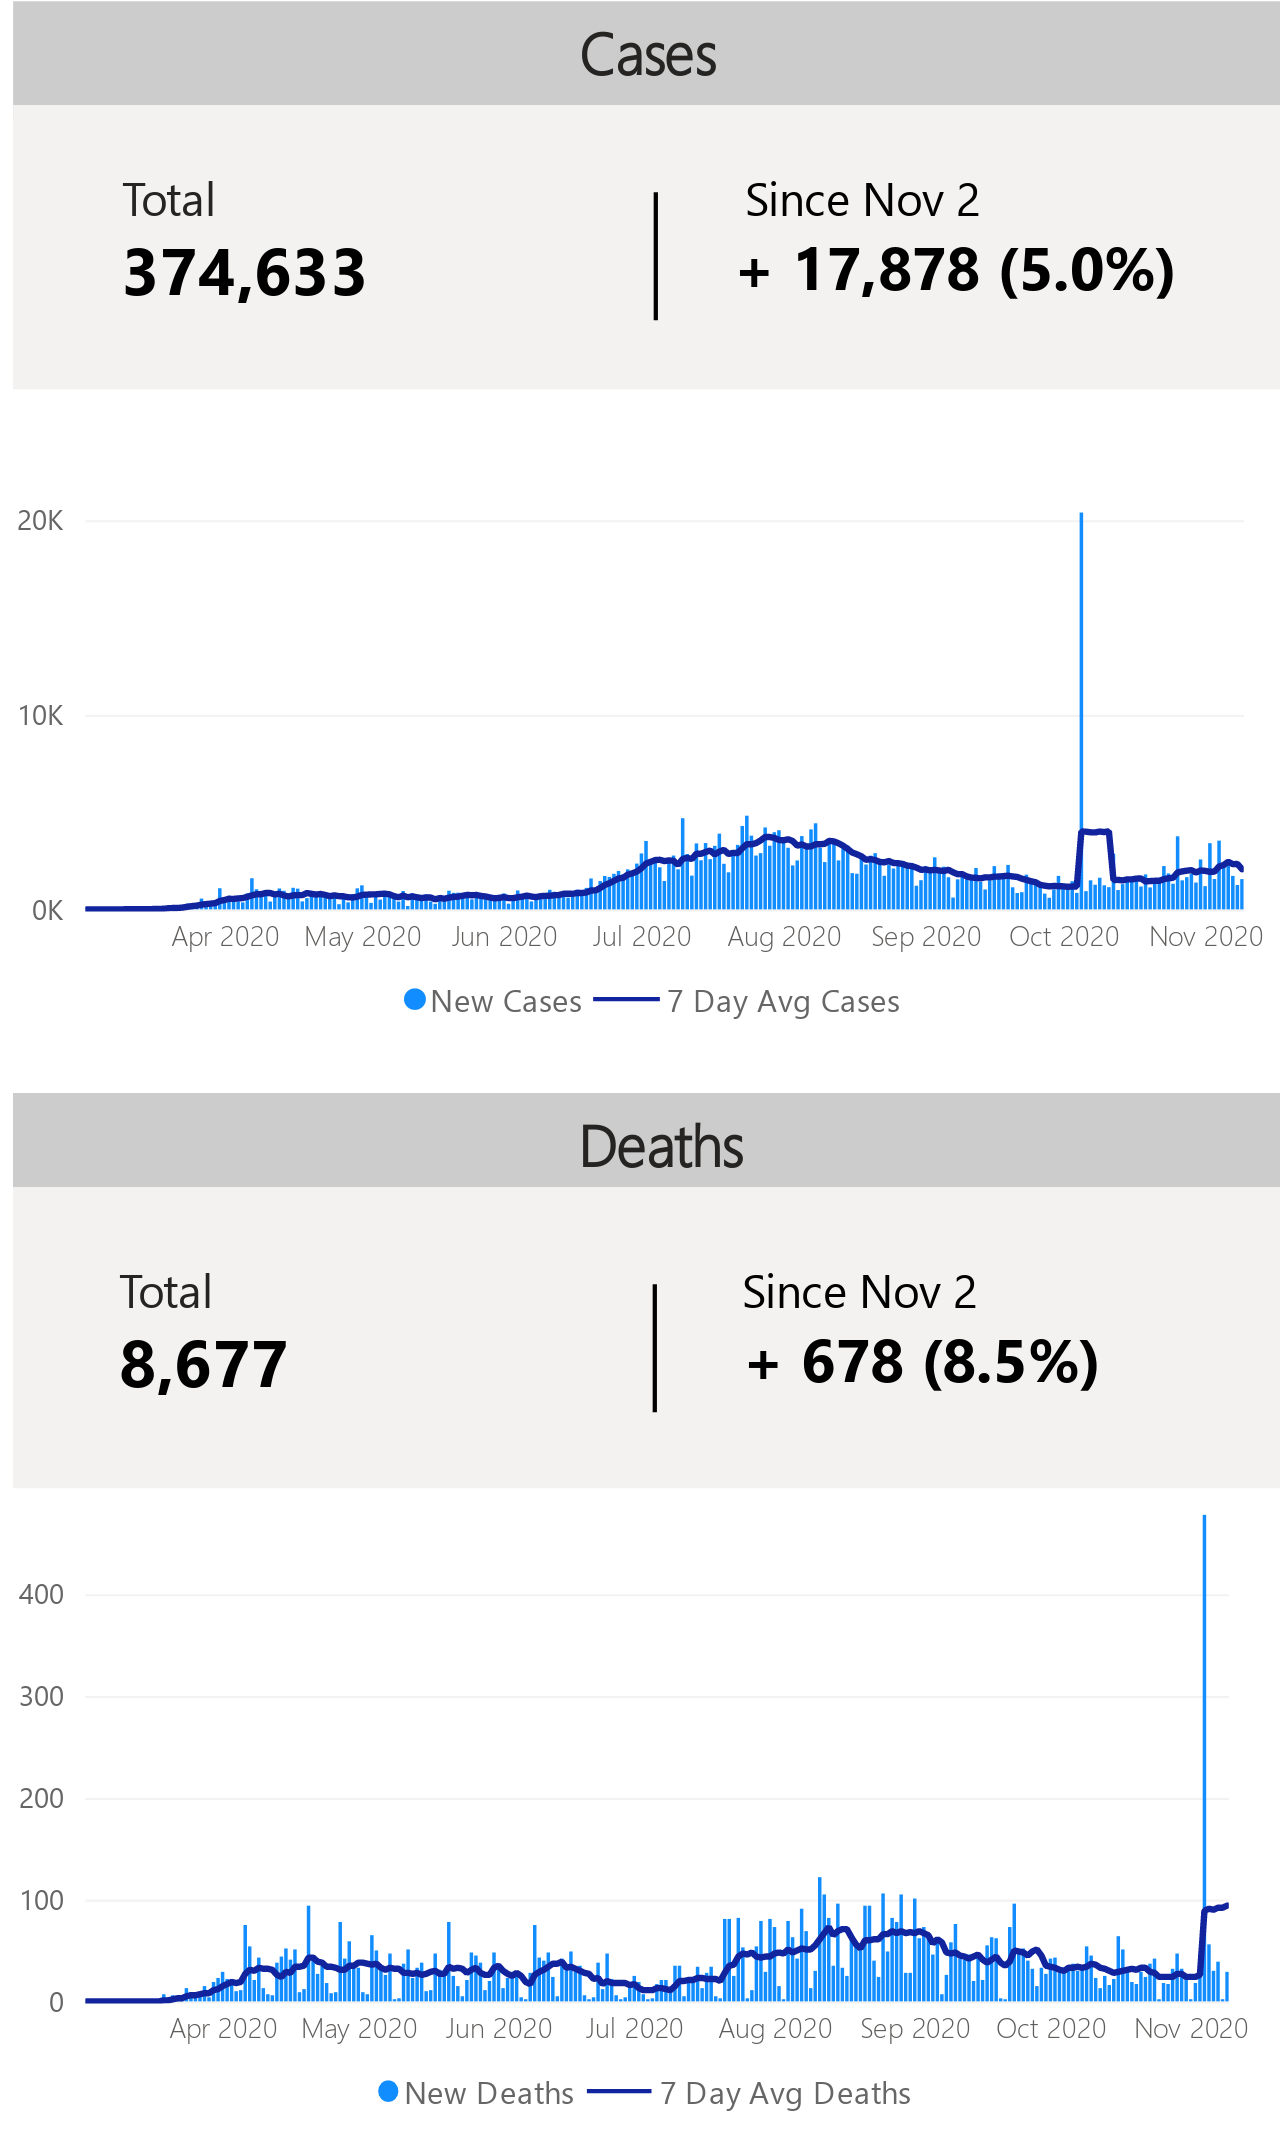 Cases
Total
Since Nov 2
374,633
+ 17,878 (5.0%)
20K
10K
0K
Apr 2020 May 2020 Jun 2020 Jul 2020 Aug 2020 Sep 2020 Oct 2020 Nov 2020
New Cases 7 Day Avg Cases
Deaths
Total
Since Nov 2
8,677
+ 678 (8.5%)
400
300
200
100
0
Apr 2020 May 2020 Jun 2020 Jul 2020 Aug 2020 Sep 2020 Oct 2020 Nov 2020
New Deaths 7 Day Avg Deaths